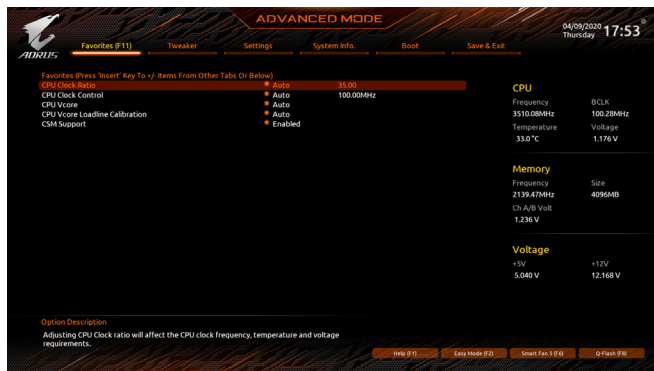 ADVANCED MODE
04/09/2020
Thursday
17:53
AORUS
Favorites (F11) Tweaker Settings System Info. Boot Save & Exit
Favorites (Press 'Insert' Key To +/- Items From Other Tabs Or Below)
CPU Clock Ratio Auto 35.00
CPU Clock Control Auto 100.00MHz
CPU Vcore Auto
CPU Vcore Loadline Calibration Auto
CSM Support Enabled
CPU
Frequency BCLK
3510.08MHz 100.28MHz
Temperature Voltage
33.0 °C 1.176 V
Memory
Frequency Size
2139.47MHz 4096MB
Ch A/B Volt
1.236 V
Voltage
+5V +12V
5.040 V 12.168 V
Option Description
Adjusting CPU Clock ratio will affect the CPU clock frequency, temperature and voltage
requirements.
Help (F1) Easy Mode (F2) Smart Fan 5 (F6) Q-Flash (F8)